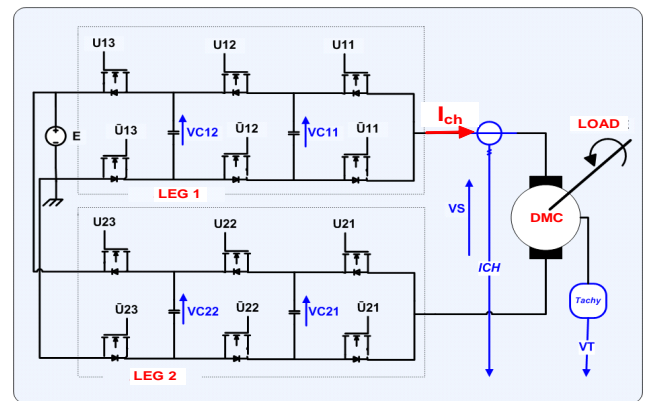 U13 U12 U11
E VC12 VC11
Ū13 Ū12 Ū11
LEG 1
Ich
LOAD
VS
DMC
ICH
Tachy
VT
U23 U22 U21
VC22 VC21
Ū23 Ū22 Ū21
LEG 2